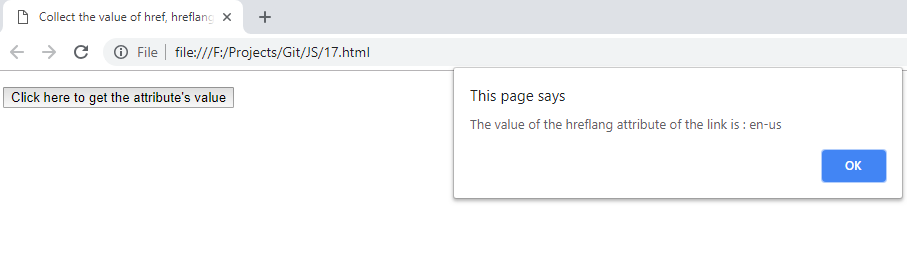 Collect the value of href, hreflang
File
file:///F:/Projects/Git/JS/17.html
Click here to get the attribute's value
This page says
The value of the hreflang attribute of the link is : en-us
OK